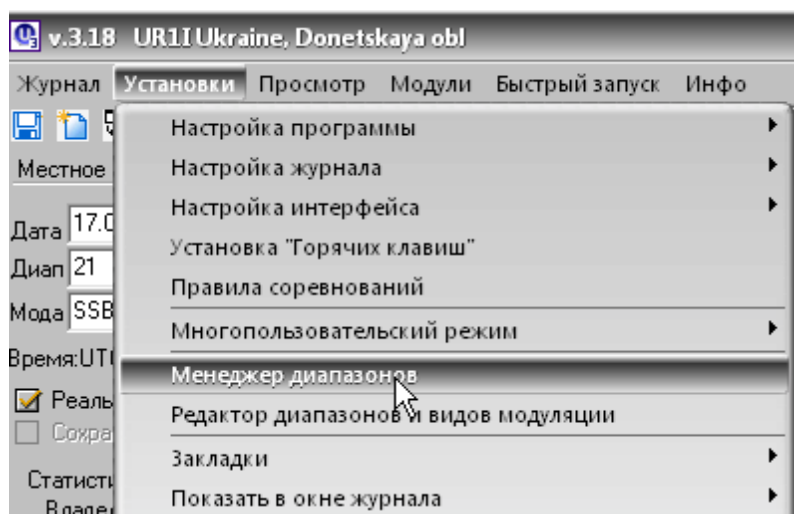 v.3.18 UR1I Ukraine, Donetskaya obl
Журнал Установки Просмотр Модули Быстрый запуск Инфо
Настройка программы
Местное
Настройка журнала
Дата 17.0
Настройка интерфейса
Установка "Горячих клавиш"
Диап 21
Правила соревнований
Мода SSB
Многопользовательский режим
Время:UT
Менеджер диапазонов
Реаль
Редактор диапазонов и видов модуляции
Сохра
Закладки
Статисти
Показать в окне журнала
Владе